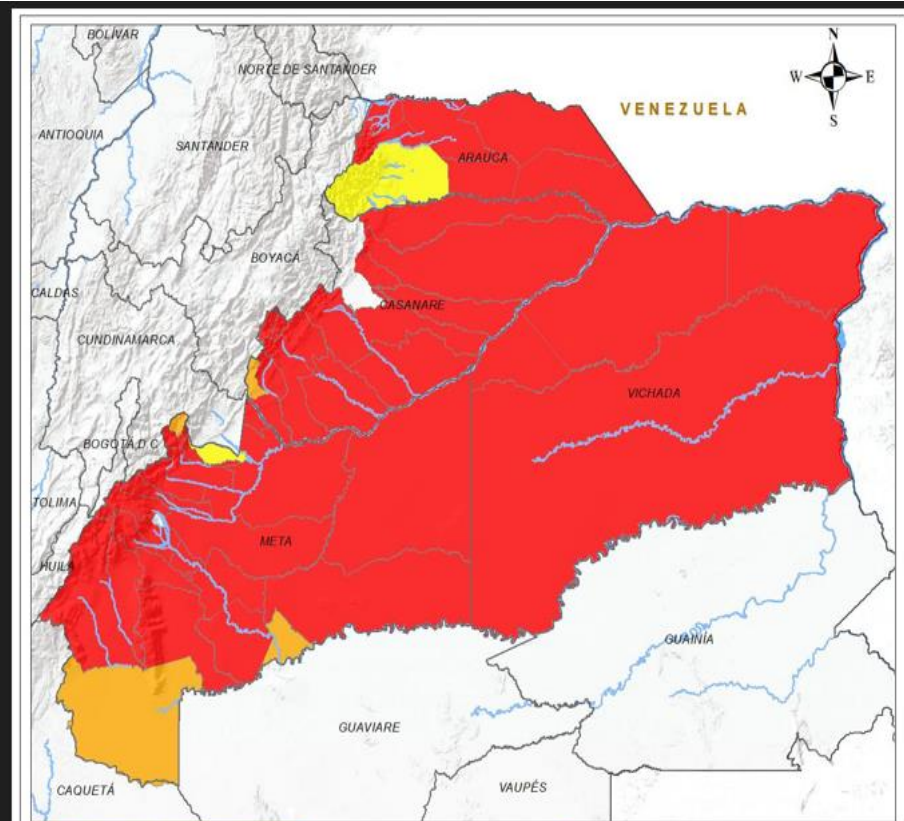 BOLÍVAR
N
NORTE DE SANTANDER
W E
VENEZUELA
S
ANTIOQUIA
SANTANDER
ARAUCA
BOYACÁ
CALDAS
CASANARE
CUNDINAMARCA
VICHADA
BOGOTÁ D.C
TOLIMA
META
HUILA
GUAINÍA
GUAVIARE
CAQUETÁ
VAUPÉS